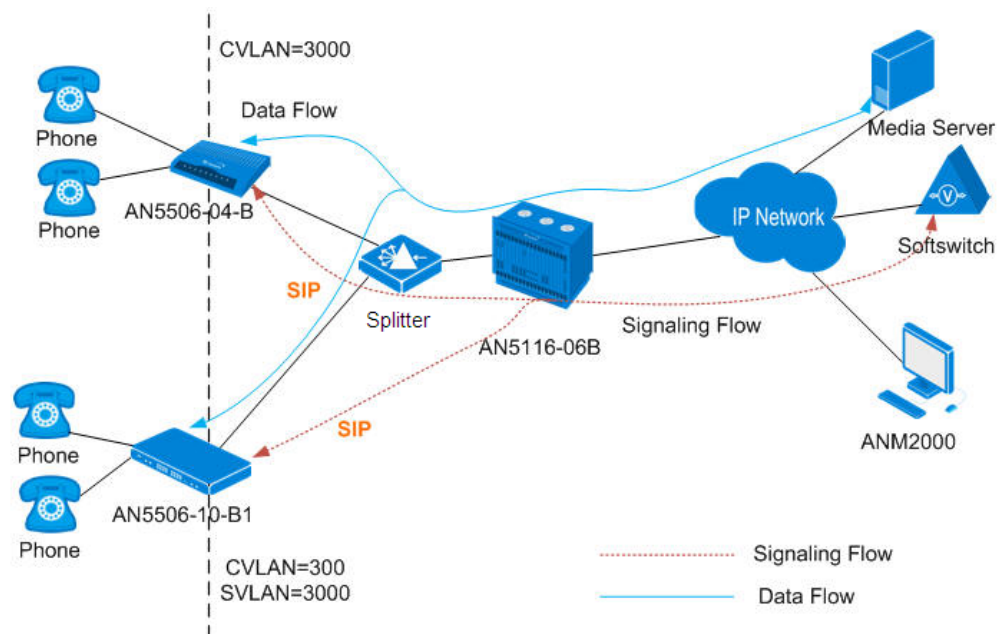 CVLAN=3000
Data Flow
Phone
Media Server
Phone
AN5506-04-B
IP Network
V
Softswitch
SIP
Splitter
Signaling Flow
AN5116-06B
SIP
ANM2000
Phone
AN5506-10-B1
Phone
Signaling Flow
CVLAN=300
SVLAN=3000
Data Flow